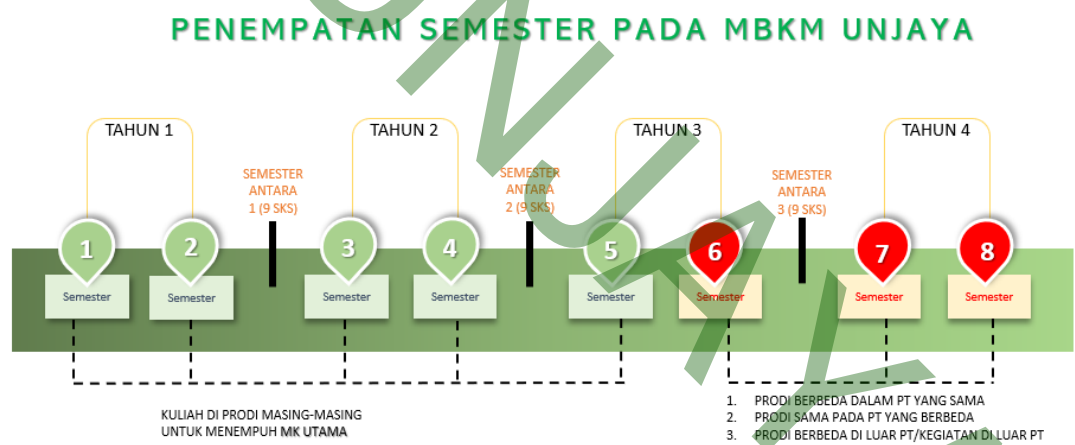 PENEMPATAN SEMESTER PADA MBKM UNJAYA
TAHUN 1
TAHUN 2
TAHUN 3
TAHUN 4
SEMESTER
ANTARA
1 (9 SKS)
SEMESTER
ANTARA
2 (9 SKS)
SEMESTER
ANTARA
3 (9 SKS)
1
2
3
4
5
6
7
8
Semester
Semester
Semester
Semester
Semester
Semester
Semester
Semester
KULIAH DI PRODI MASING-MASING
UNTUK MENEMPUH MK UTAMA
1. PRODI BERBEDA DALAM PT YANG SAMA
2. PRODI SAMA PADA PT YANG BERBEDA
3. PRODI BERBEDA DI LUAR PT/KEGIATAN DI LUAR PT
UNJAY